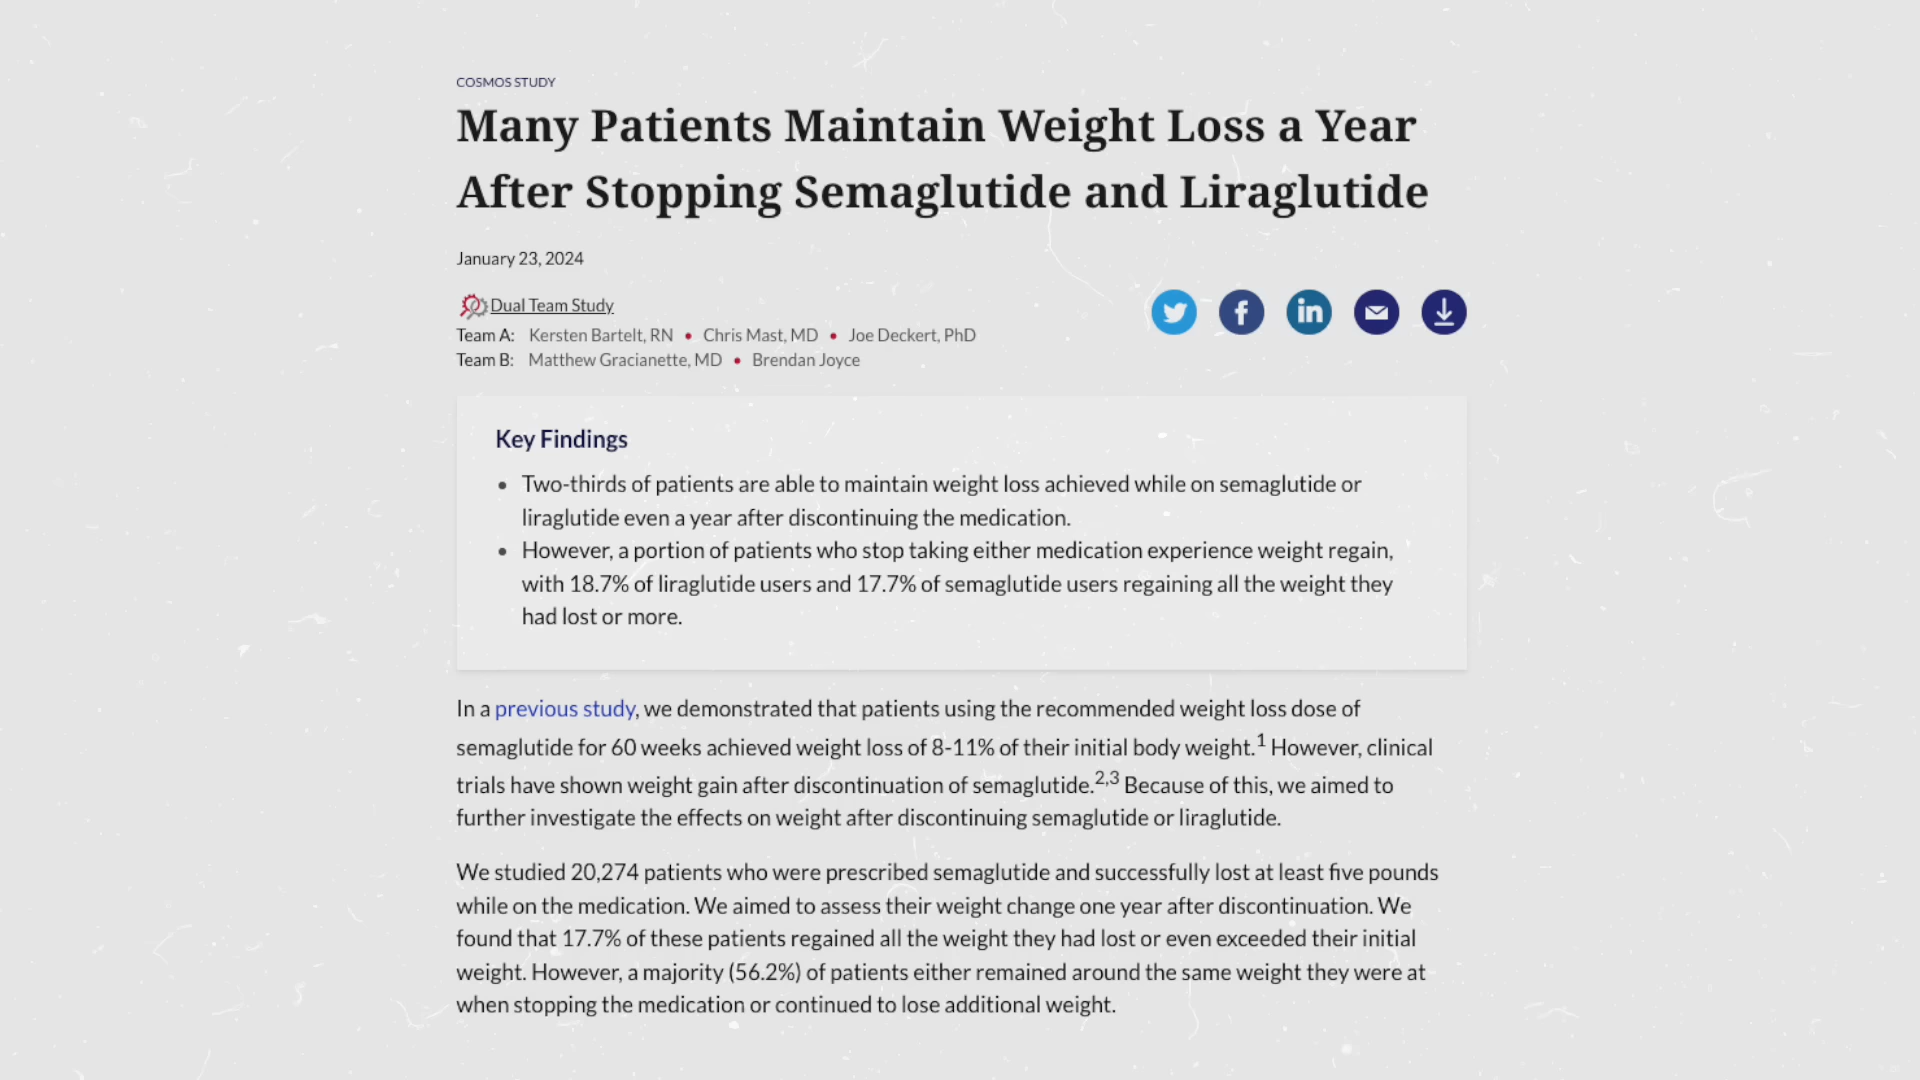 COSMOS STUDY
Many Patients Maintain Weight Loss a Year
After Stopping Semaglutide and Liraglutide
January 23, 2024
Dual Team Study
Team A: Kersten Bartelt, RN • Chris Mast, MD • Joe Deckert, PhD
Team B: Matthew Gracianette, MD • Brendan Joyce
Key Findings
• Two-thirds of patients are able to maintain weight loss achieved while on semaglutide or
liraglutide even a year after discontinuing the medication.
• However, a portion of patients who stop taking either medication experience weight regain,
with 18.7% of liraglutide users and 17.7% of semaglutide users regaining all the weight they
had lost or more.
In a previous study, we demonstrated that patients using the recommended weight loss dose of
semaglutide for 60 weeks achieved weight loss of 8-11% of their initial body weight.¹ However, clinical
trials have shown weight gain after discontinuation of semaglutide.²,³ Because of this, we aimed to
further investigate the effects on weight after discontinuing semaglutide or liraglutide.
We studied 20,274 patients who were prescribed semaglutide and successfully lost at least five pounds
while on the medication. We aimed to assess their weight change one year after discontinuation. We
found that 17.7% of these patients regained all the weight they had lost or even exceeded their initial
weight. However, a majority (56.2%) of patients either remained around the same weight they were at
when stopping the medication or continued to lose additional weight.